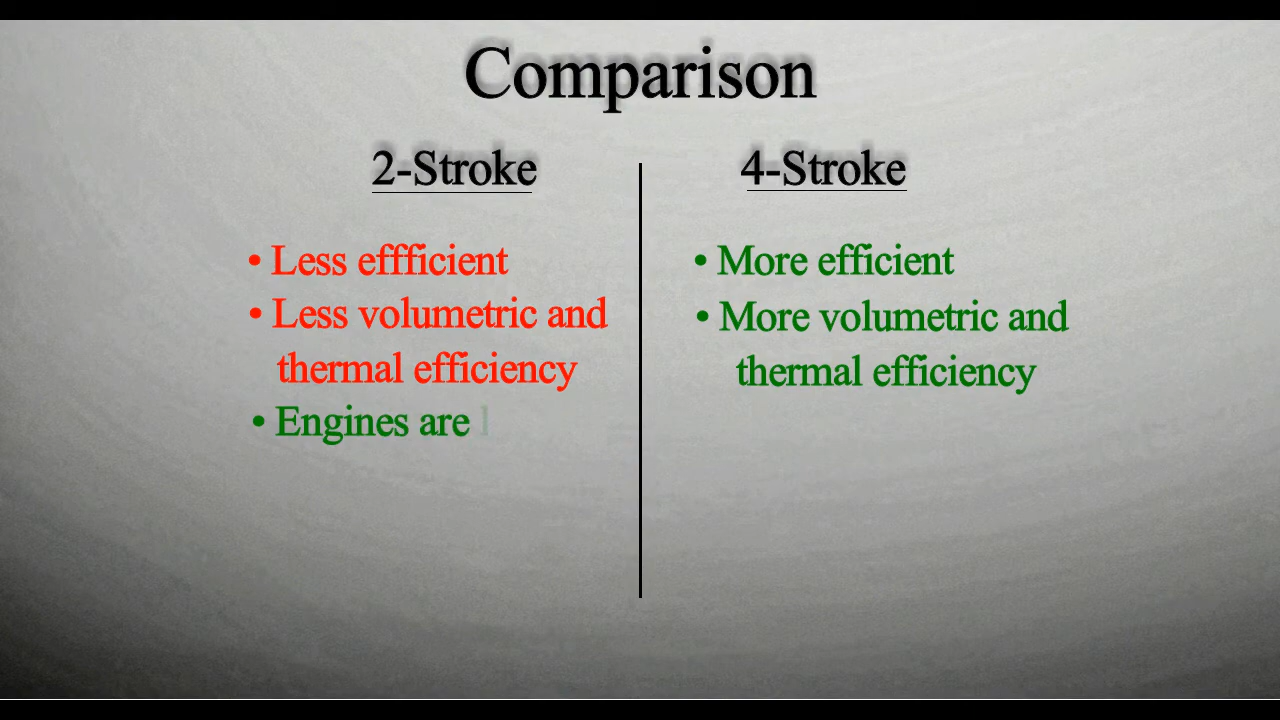 Comparison
2-Stroke
• Less effficient
• Less volumetric and
thermal efficiency
• Engines are
4-Stroke
• More efficient
• More volumetric and
thermal efficiency